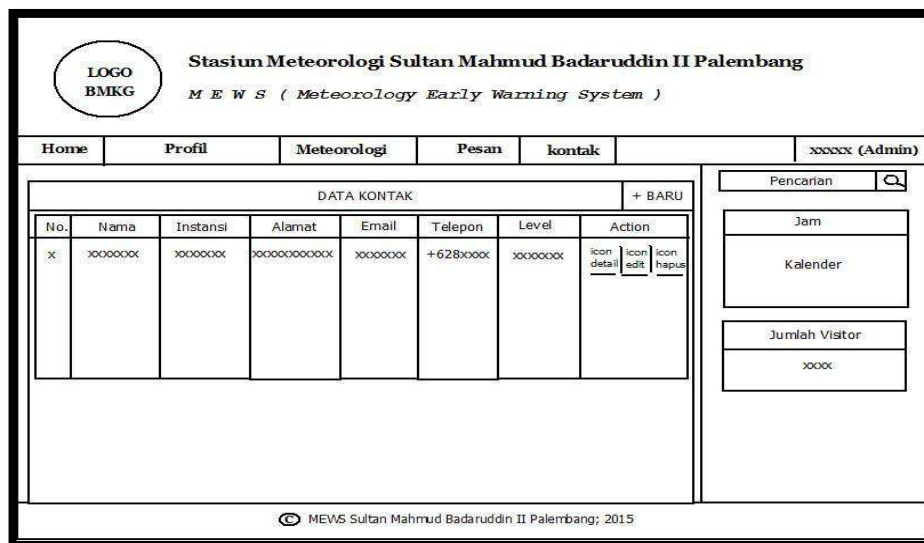 LOGO
BMKG
Stasiun Meteorologi Sultan Mahmud Badaruddin II Palembang
M E W S ( Meteorology Early Warning System )
Home Profil Meteorologi Pesan kontak xxxxx (Admin)
DATA KONTAK + BARU
No. Nama Instansi Alamat Email Telepon Level Action
x xxxxxxx xxxxxxx xxxxxxxxxxx xxxxxxx +628xxxx xxxxxxx
icon detail icon edit icon hapus
Pencarian
Jam
Kalender
Jumlah Visitor
xxxx
© MEWS Sultan Mahmud Badaruddin II Palembang; 2015